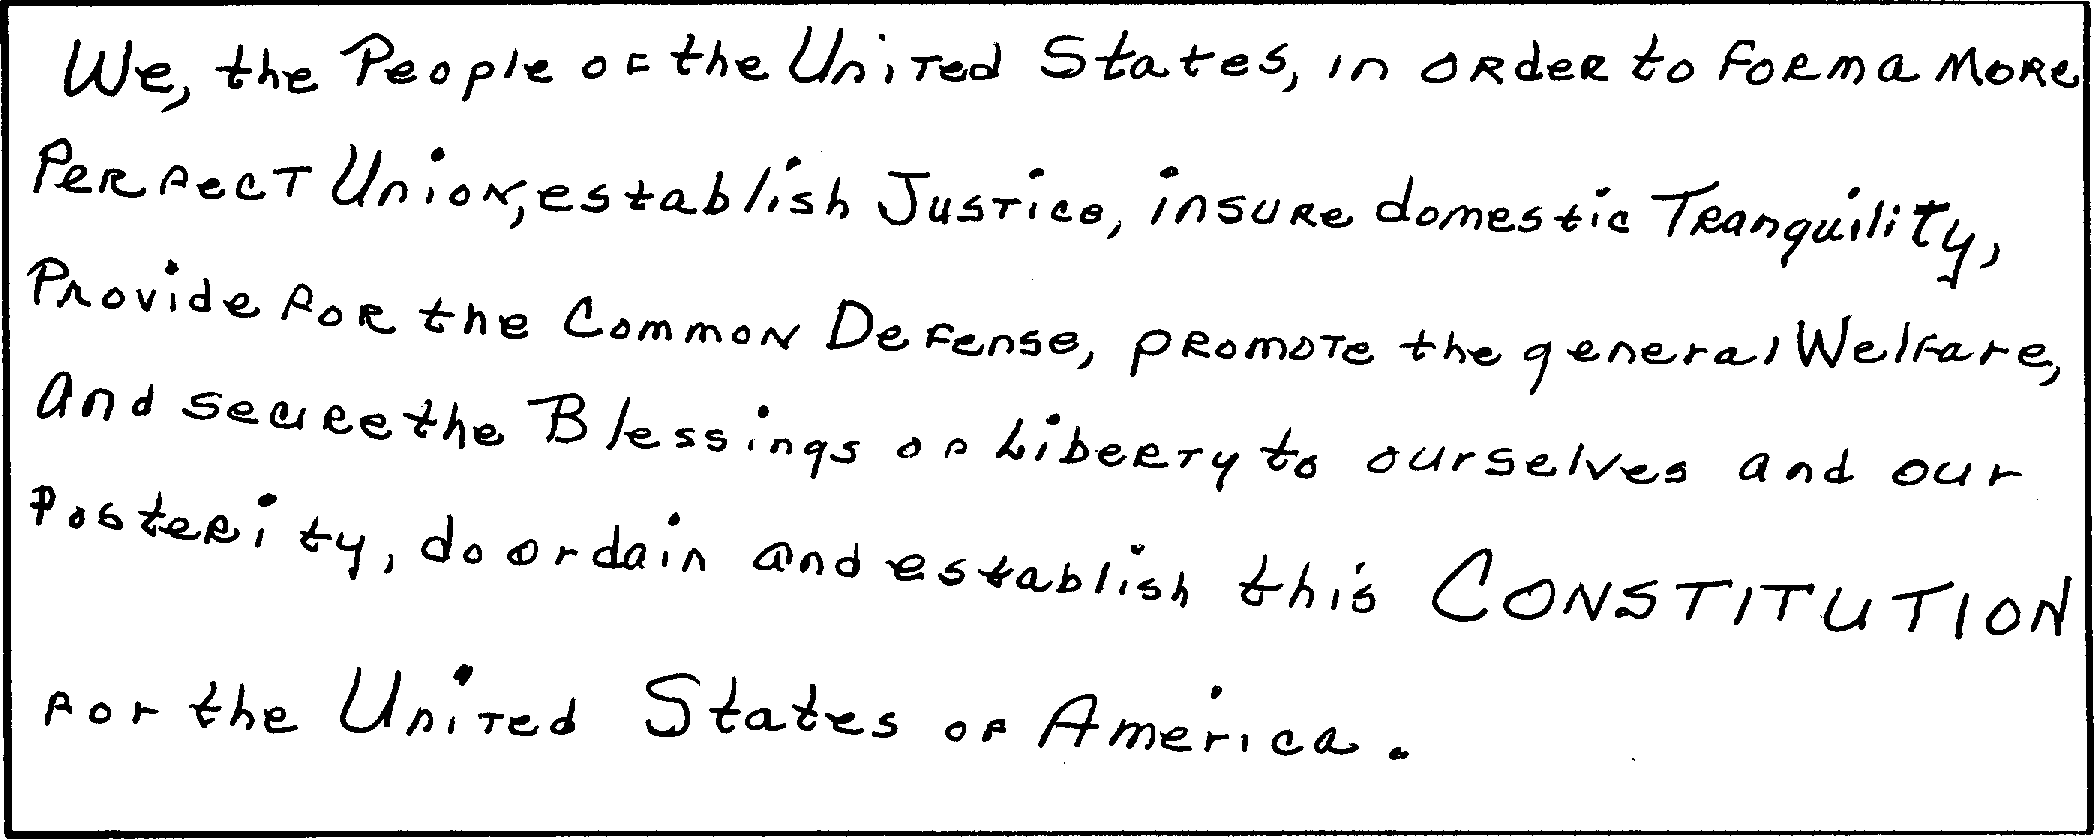 We, the People of the United States, in order to form a more
Perfect Union, establish Justice, insure domestic Tranquility,
Provide for the Common Defense, promote the general Welfare,
and secure the Blessings of Liberty to ourselves and our
Posterity, do ordain and establish this CONSTITUTION
for the United States of America.